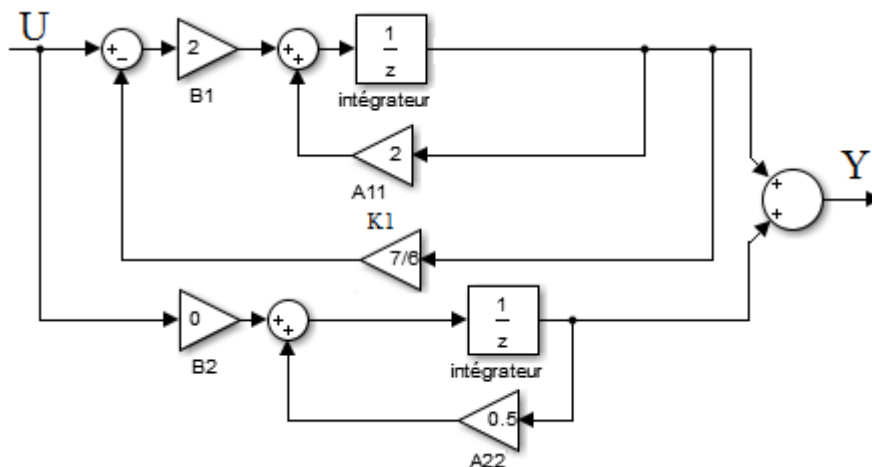 U
+
−
2
B1
+
+
1
z
intégrateur
2
A11
K1
7/6
+
+
Y
0
B2
+
+
1
z
intégrateur
0.5
A22